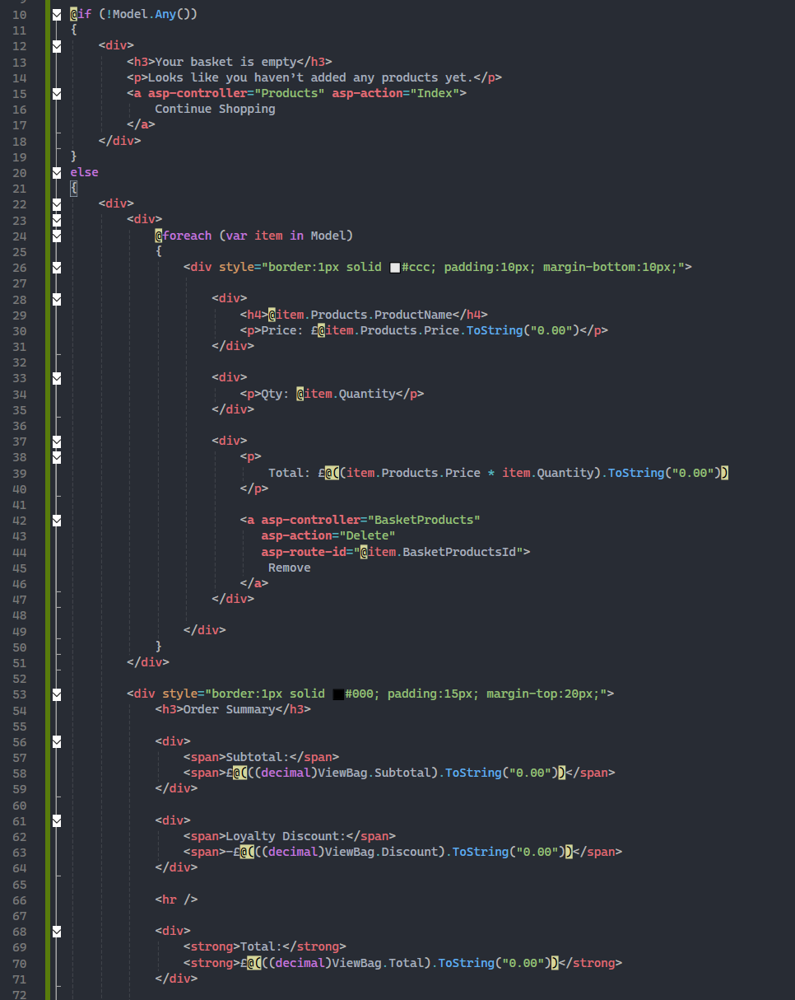 10 @if (!Model.Any())
11 {
12 <div>
13 <h3>Your basket is empty</h3>
14 <p>Looks like you haven’t added any products yet.</p>
15 <a asp-controller="Products" asp-action="Index">
16 Continue Shopping
17 </a>
18 </div>
19 }
20 else
21 {
22 <div>
23 <div>
24 @foreach (var item in Model)
25 {
26 <div style="border:1px solid #ccc; padding:10px; margin-bottom:10px;">
27
28 <div>
29 <h4>@item.Products.ProductName</h4>
30 <p>Price: £@item.Products.Price.ToString("0.00")</p>
31 </div>
32
33 <div>
34 <p>Qty: @item.Quantity</p>
35 </div>
36
37 <div>
38 <p>
39 Total: £@((item.Products.Price * item.Quantity).ToString("0.00"))
40 </p>
41
42 <a asp-controller="BasketProducts"
43 asp-action="Delete"
44 asp-route-id="@item.BasketProductsId">
45 Remove
46 </a>
47 </div>
48
49 </div>
50 }
51 </div>
52
53 <div style="border:1px solid #000; padding:15px; margin-top:20px;">
54 <h3>Order Summary</h3>
55
56 <div>
57 <span>Subtotal:</span>
58 <span>£@(((decimal)ViewBag.Subtotal).ToString("0.00"))</span>
59 </div>
60
61 <div>
62 <span>Loyalty Discount:</span>
63 <span>-£@(((decimal)ViewBag.Discount).ToString("0.00"))</span>
64 </div>
65
66 <hr />
67
68 <div>
69 <strong>Total:</strong>
70 <strong>£@(((decimal)ViewBag.Total).ToString("0.00"))</strong>
71 </div>
72